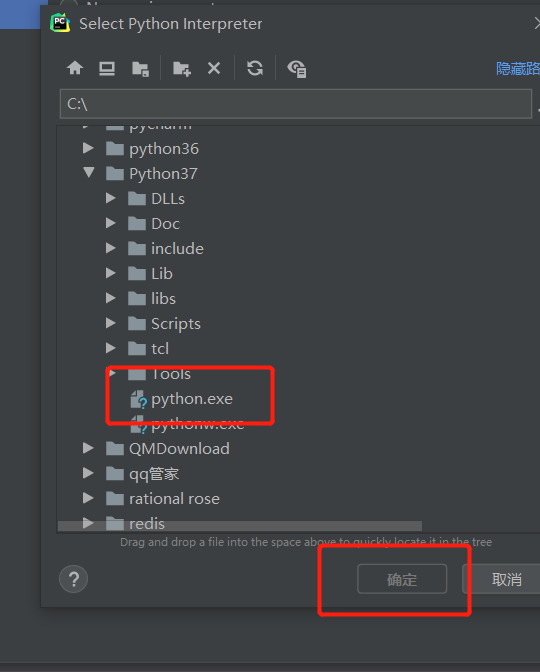 Select Python Interpreter
隐藏路
C:\
pycharm
python36
Python37
DLLs
Doc
include
Lib
libs
Scripts
tcl
Tools
python.exe
pythonw.exe
QMDownload
qq管家
rational rose
redis
Drag and drop a file into the space above to quickly locate it in the tree
?
确定
取消